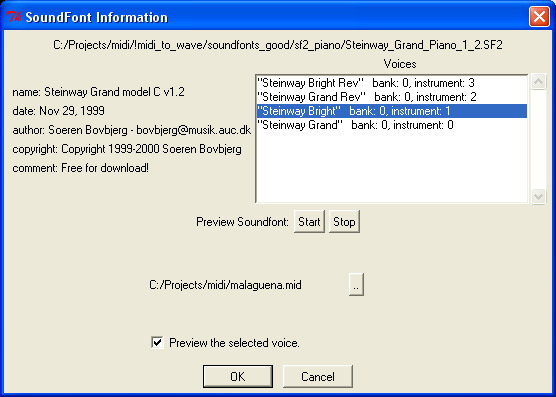 SoundFont Information
C:/Projects/midi/!midi_to_wave/soundfonts_good/sf2_piano/Steinway_Grand_Piano_1_2.SF2
Voices
name: Steinway Grand model C v1.2
date: Nov 29, 1999
author: Soeren Bovbjerg - bovbjerg@musik.auc.dk
copyright: Copyright 1999-2000 Soeren Bovbjerg
comment: Free for download!
"Steinway Bright Rev" bank: 0, instrument: 3
"Steinway Grand Rev" bank: 0, instrument: 2
"Steinway Bright" bank: 0, instrument: 1
"Steinway Grand" bank: 0, instrument: 0
Preview Soundfont: Start Stop
C:/Projects/midi/malaguena.mid ..
Preview the selected voice.
OK Cancel